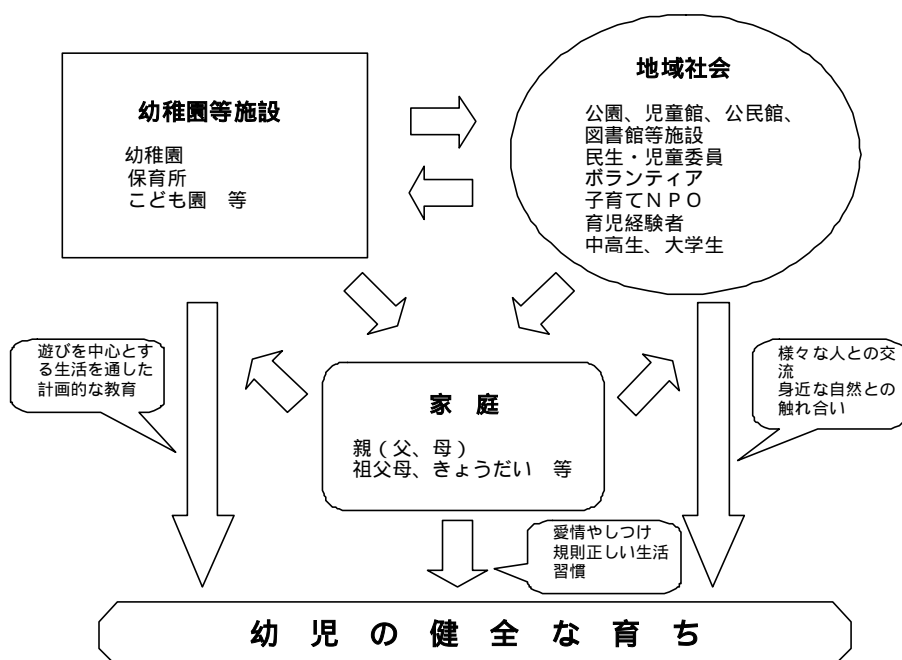 幼稚園等施設
幼稚園
保育所
こども園　等
地域社会
公園、児童館、公民館、
図書館等施設
民生・児童委員
ボランティア
子育てＮＰＯ
育児経験者
中高生、大学生
遊びを中心とす
る生活を通した
計画的な教育
家　庭
親（父、母）
祖父母、きょうだい　等
様々な人との交
流
身近な自然との
触れ合い
愛情やしつけ
規則正しい生活
習慣
幼　児　の　健　全　な　育　ち